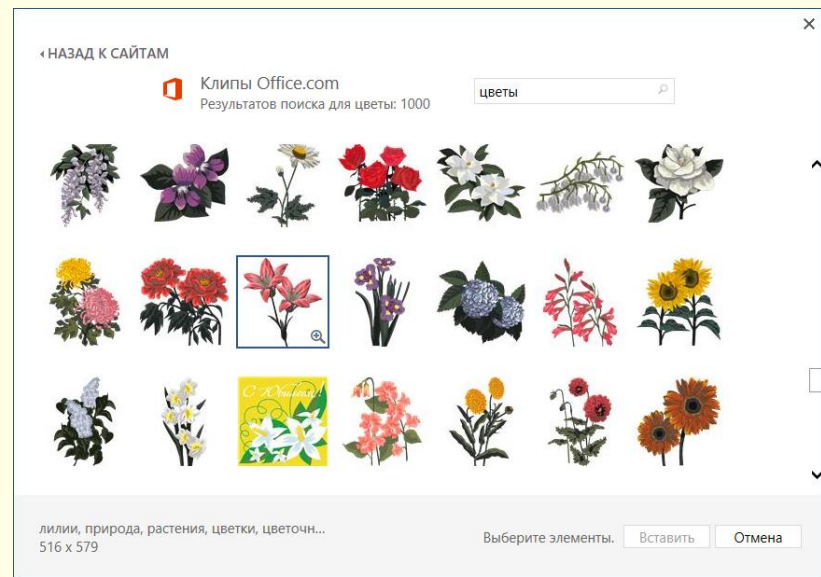 НАЗАД К САЙТАМ
Клипы Office.com
Результатов поиска для цветы: 1000
цветы
С Юбилеем!
лилии, природа, растения, цветки, цветочн...
516 x 579
Выберите элементы.
Вставить
Отмена